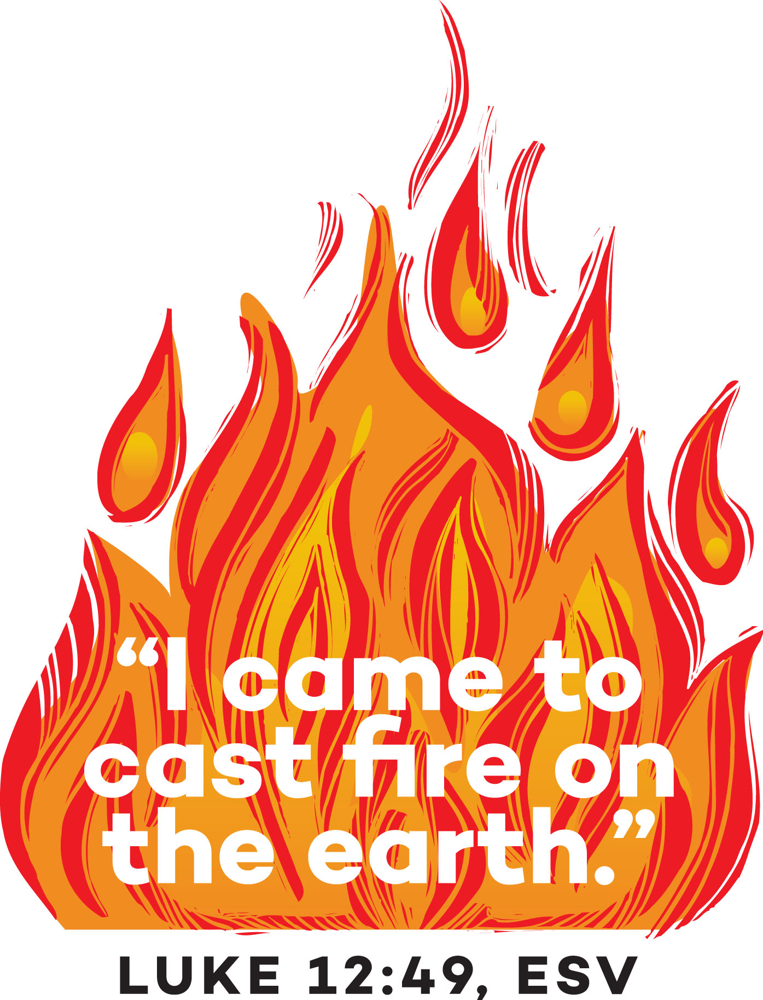 “I came to
cast fire on
the earth.”
LUKE 12:49, ESV